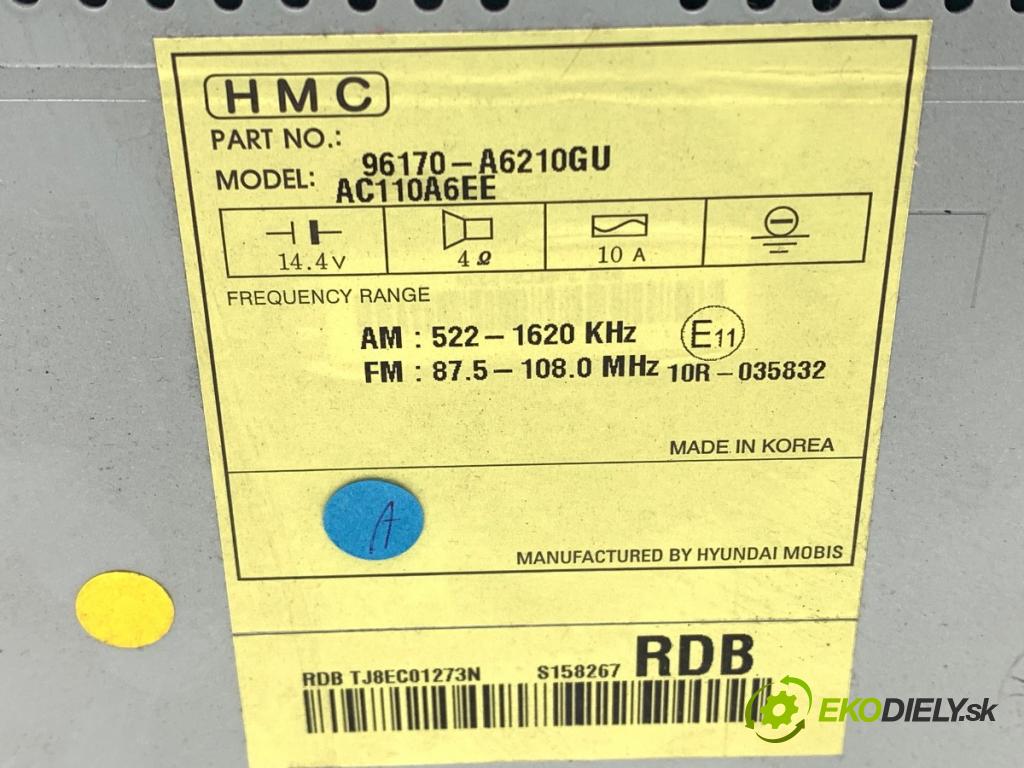 HMC
PART NO.:
96170-A6210GU
MODEL: AC110A6EE
14.4V 4Ω 10 A
FREQUENCY RANGE
AM : 522-1620 KHz E11
FM : 87.5-108.0 MHz 10R-035832
MADE IN KOREA
A
MANUFACTURED BY HYUNDAI MOBIS
RDB TJ8EC01273N S158267 RDB
EKODIELY.sk